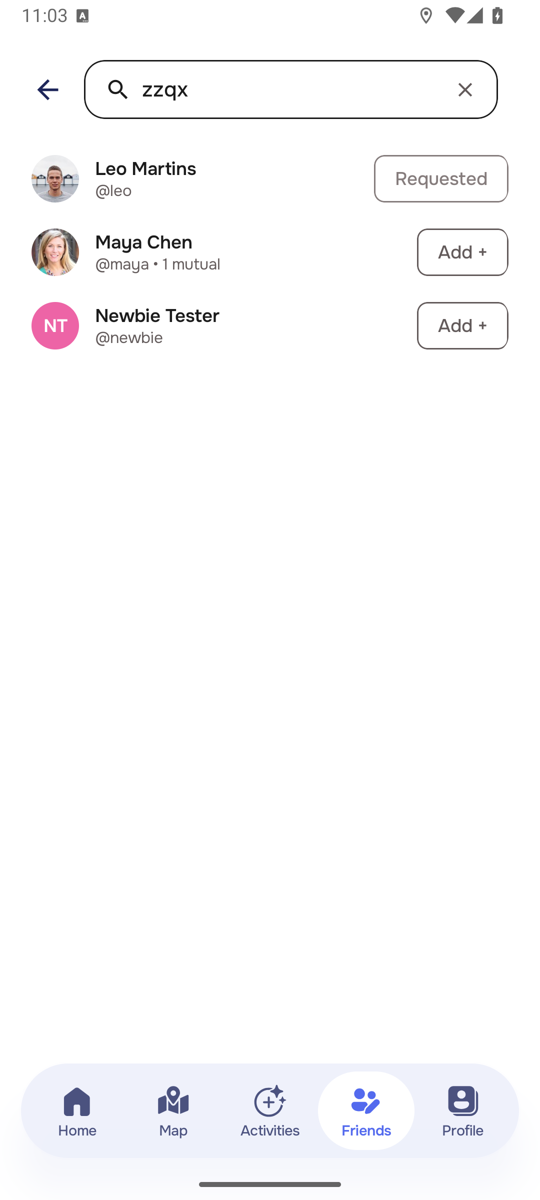 11:03 A
zzqx
Leo Martins
@leo
Requested
Maya Chen
@maya • 1 mutual
Add +
NT
Newbie Tester
@newbie
Add +
Home
Map
Activities
Friends
Profile